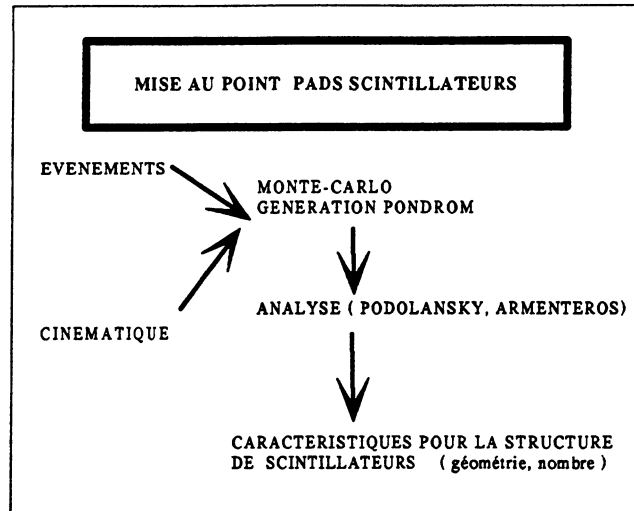 MISE AU POINT PADS SCINTILLATEURS
EVENEMENTS
MONTE-CARLO
GENERATION PONDROM
ANALYSE ( PODOLANSKY, ARMENTEROS)
CINEMATIQUE
CARACTERISTIQUES POUR LA STRUCTURE
DE SCINTILLATEURS ( géométrie, nombre )